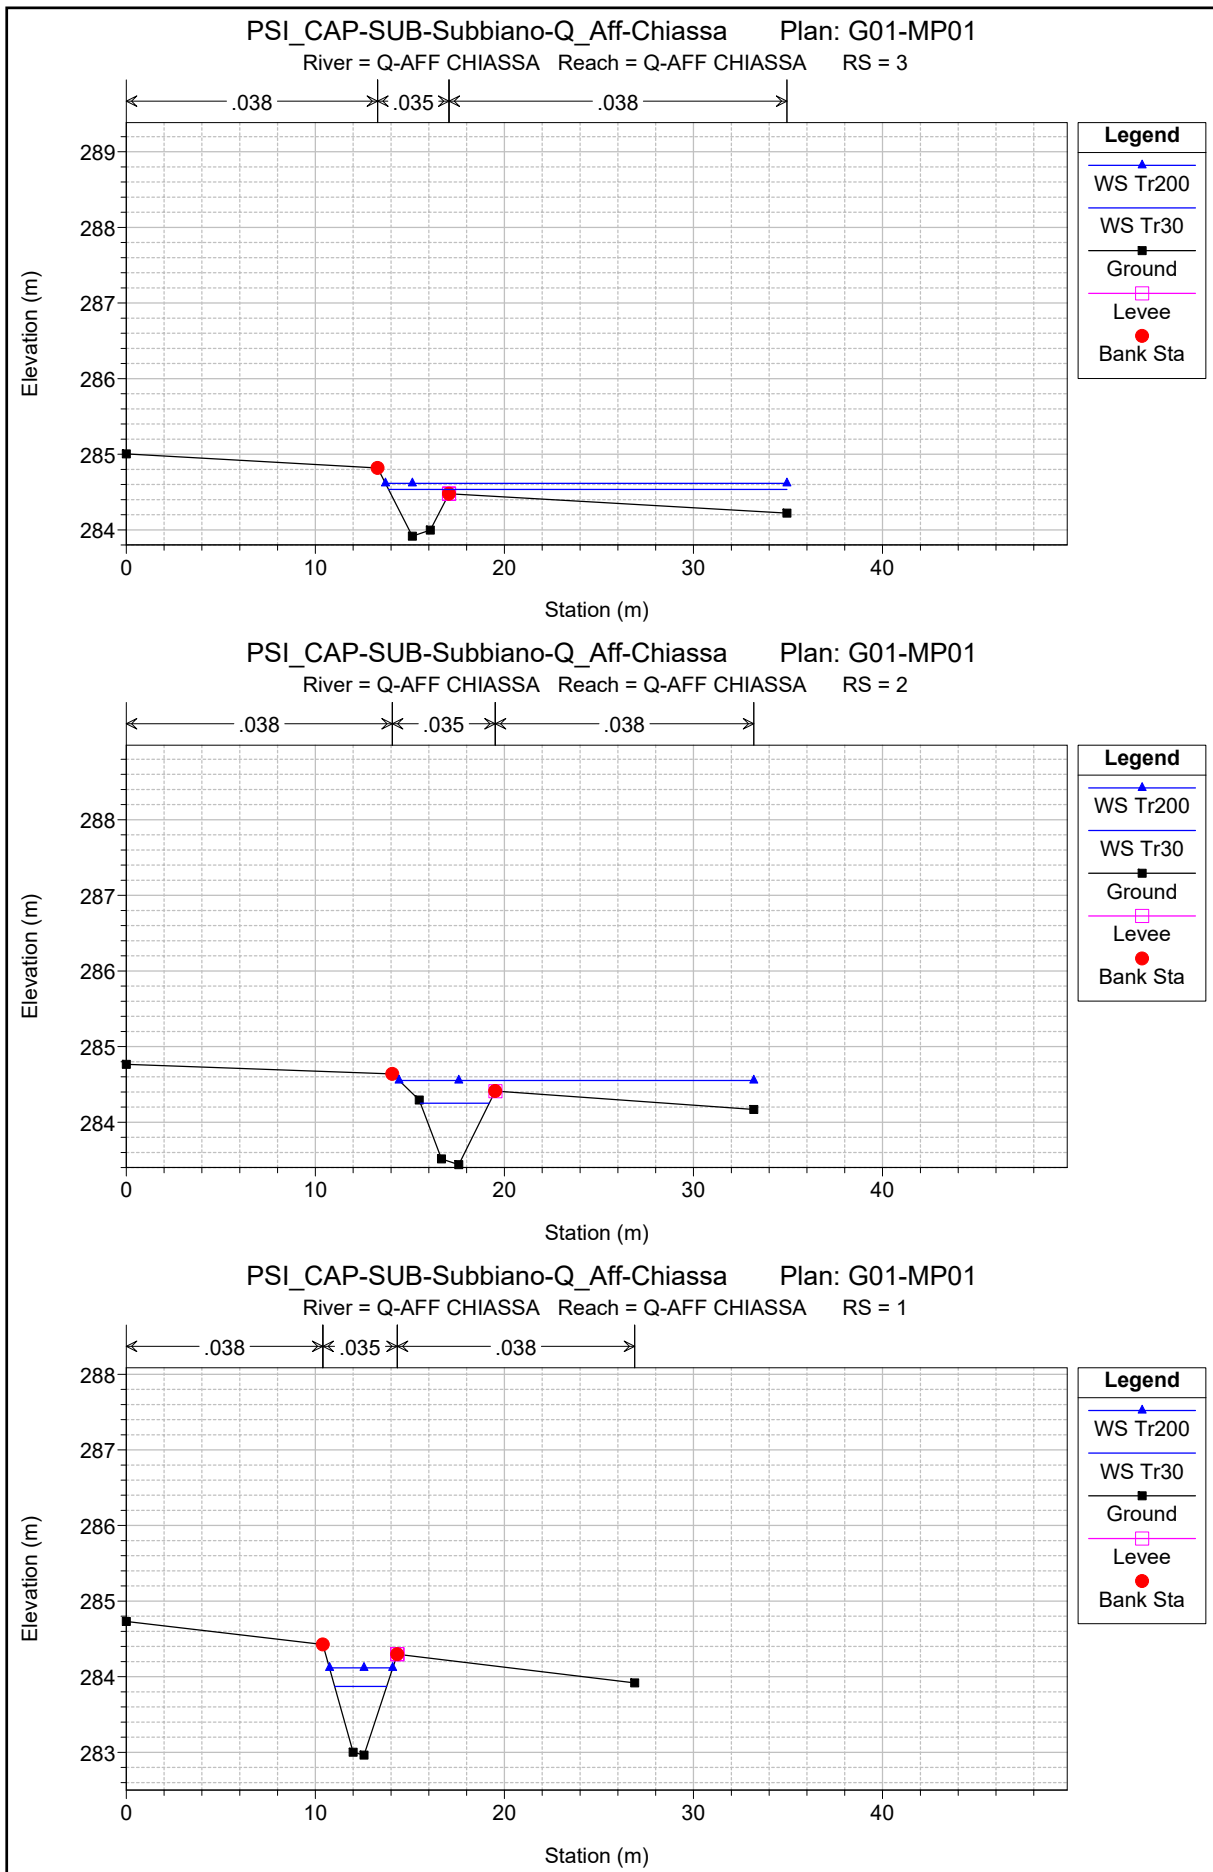 PSI_CAP-SUB-Subbiano-Q_Aff-Chiassa Plan: G01-MP01
River = Q-AFF CHIASSA Reach = Q-AFF CHIASSA RS = 3
.038 .035 .038
Legend
WS Tr200
WS Tr30
Ground
Levee
Bank Sta
289
288
287
286
285
284
Elevation (m)
0 10 20 30 40
Station (m)
PSI_CAP-SUB-Subbiano-Q_Aff-Chiassa Plan: G01-MP01
River = Q-AFF CHIASSA Reach = Q-AFF CHIASSA RS = 2
.038 .035 .038
Legend
WS Tr200
WS Tr30
Ground
Levee
Bank Sta
288
287
286
285
284
Elevation (m)
0 10 20 30 40
Station (m)
PSI_CAP-SUB-Subbiano-Q_Aff-Chiassa Plan: G01-MP01
River = Q-AFF CHIASSA Reach = Q-AFF CHIASSA RS = 1
.038 .035 .038
Legend
WS Tr200
WS Tr30
Ground
Levee
Bank Sta
288
287
286
285
284
283
Elevation (m)
0 10 20 30 40
Station (m)